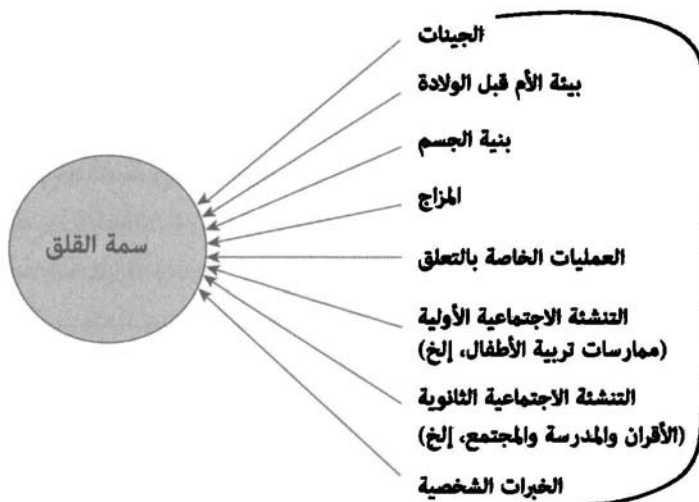 الجينات
بيئة الأم قبل الولادة
بنية الجسم
المزاج
سمة القلق
العمليات الخاصة بالتعلق
التنشئة الاجتماعية الأولية
(ممارسات تربية الأطفال، إلخ)
التنشئة الاجتماعية الثانوية
(الأقران والمدرسة والمجتمع، إلخ)
الخبرات الشخصية